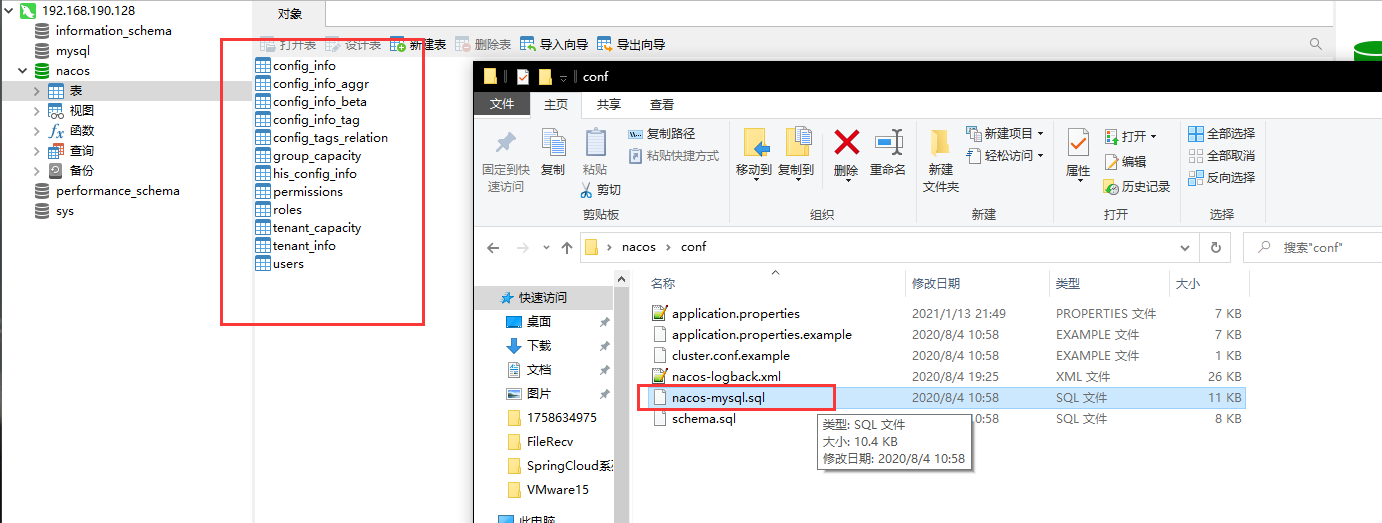 192.168.190.128
information_schema
mysql
nacos
表
视图
函数
查询
备份
performance_schema
sys
对象
打开表 设计表 新建表 删除表 导入向导 导出向导
config_info
config_info_aggr
config_info_beta
config_info_tag
config_tags_relation
group_capacity
his_config_info
permissions
roles
tenant_capacity
tenant_info
users
conf
文件 主页 共享 查看
固定到快
速访问
复制
粘贴
复制路径
粘贴快捷方式
剪切
剪贴板
移动到 复制到 删除 重命名
组织
新建
文件夹
新建项目
轻松访问
新建
属性
打开
编辑
历史记录
打开
全部选择
全部取消
反向选择
选择
nacos conf
搜索"conf"
快速访问
桌面
下载
文档
图片
1758634975
FileRecv
SpringCloud系
VMware15
此电脑
名称 修改日期 类型 大小
application.properties 2021/1/13 21:49 PROPERTIES 文件 7 KB
application.properties.example 2020/8/4 10:58 EXAMPLE 文件 7 KB
cluster.conf.example 2020/8/4 10:58 EXAMPLE 文件 1 KB
nacos-logback.xml 2020/8/4 19:25 XML 文件 26 KB
nacos-mysql.sql 2020/8/4 10:58 SQL 文件 11 KB
schema.sql 10:58 SQL 文件 8 KB
类型: SQL 文件
大小: 10.4 KB
修改日期: 2020/8/4 10:58